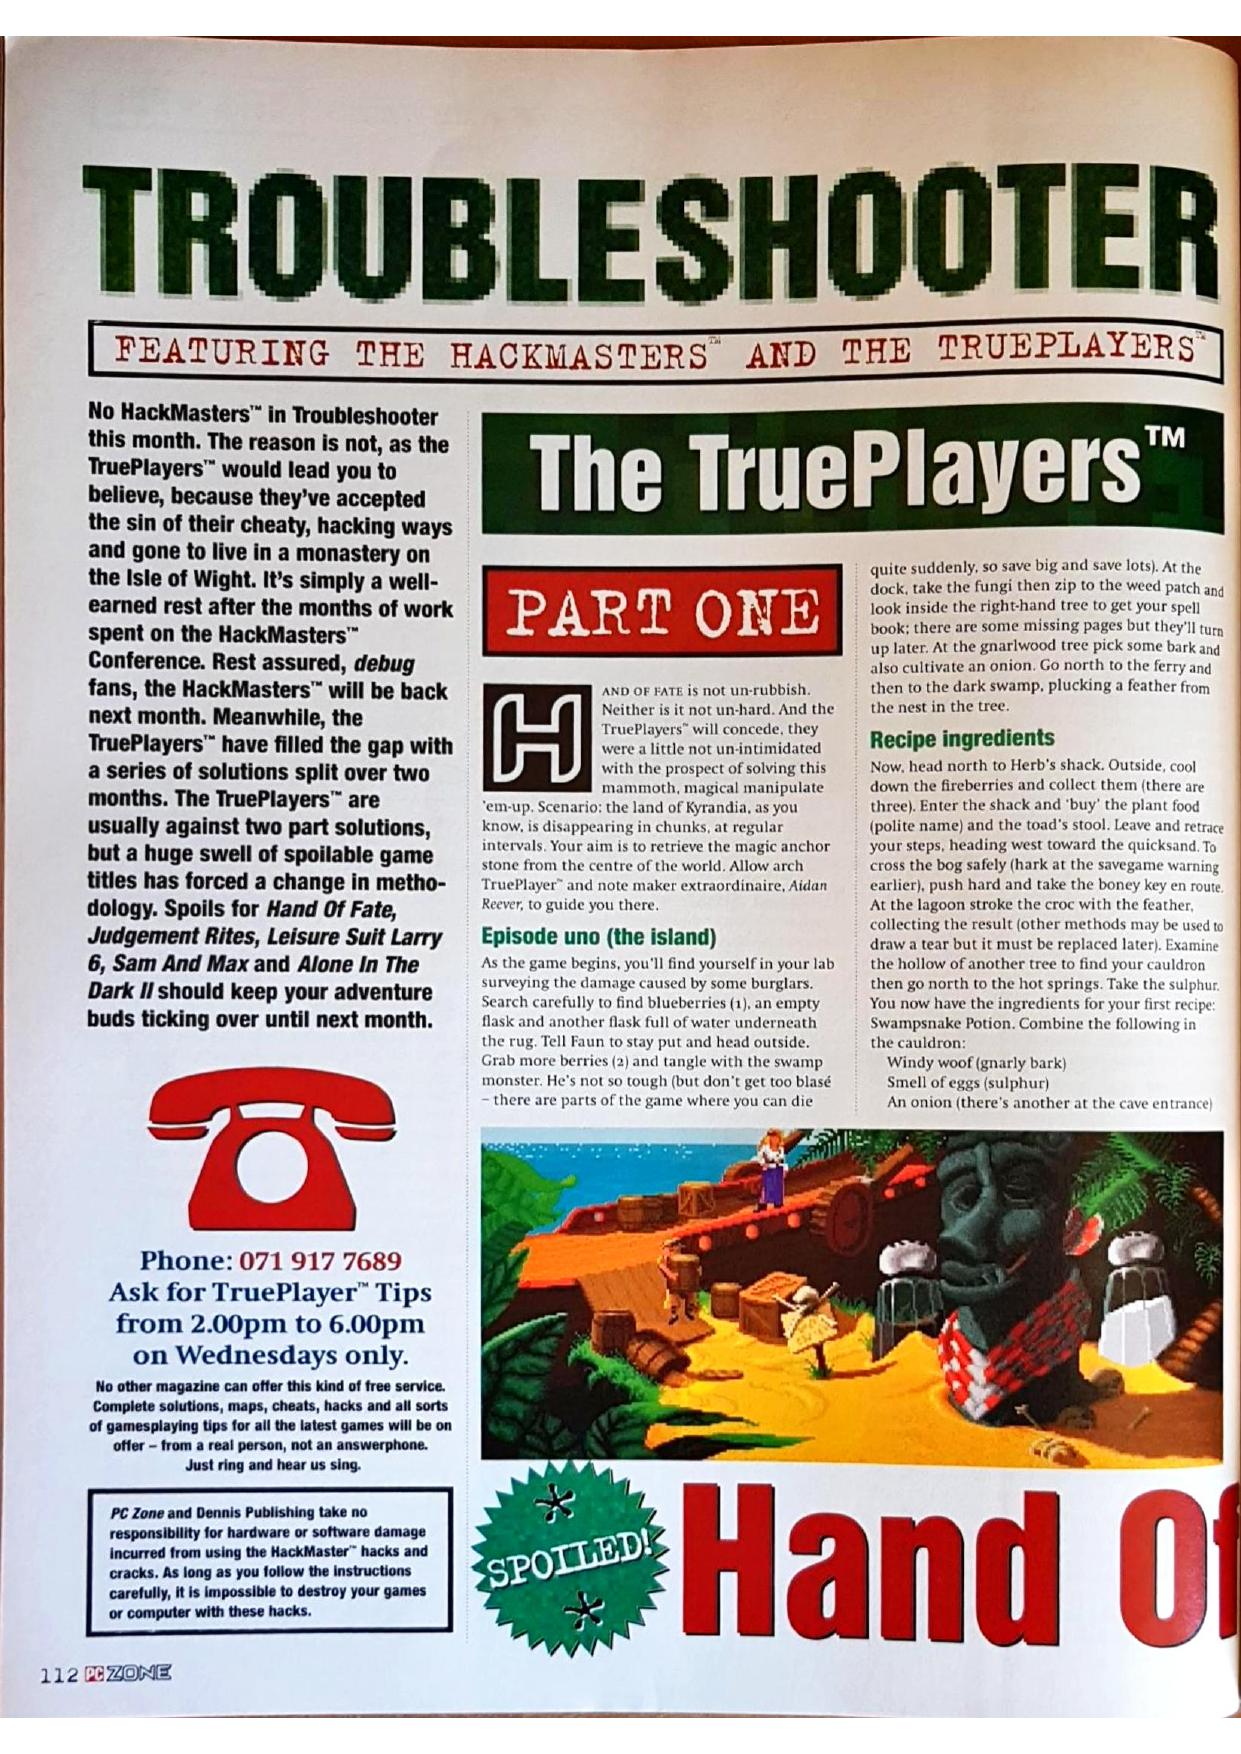 TROUBLESHOOTER
FEATURING THE HACKMASTERS™ AND THE TRUEPLAYERS™
No HackMasters™ in Troubleshooter
this month. The reason is not, as the
TruePlayers™ would lead you to
believe, because they've accepted
the sin of their cheaty, hacking ways
and gone to live in a monastery on
the Isle of Wight. It's simply a well-
earned rest after the months of work
spent on the HackMasters™
Conference. Rest assured, debug
fans, the HackMasters™ will be back
next month. Meanwhile, the
TruePlayers™ have filled the gap with
a series of solutions split over two
months. The TruePlayers™ are
usually against two part solutions,
but a huge swell of spoilable game
titles has forced a change in metho-
dology. Spoils for Hand Of Fate,
Judgement Rites, Leisure Suit Larry
6, Sam And Max and Alone In The
Dark II should keep your adventure
buds ticking over until next month.
Phone: 071 917 7689
Ask for TruePlayer™ Tips
from 2.00pm to 6.00pm
on Wednesdays only.
No other magazine can offer this kind of free service.
Complete solutions, maps, cheats, hacks and all sorts
of gamesplaying tips for all the latest games will be on
offer – from a real person, not an answerphone.
Just ring and hear us sing.
PC Zone and Dennis Publishing take no
responsibility for hardware or software damage
incurred from using the HackMaster™ hacks and
cracks. As long as you follow the instructions
carefully, it is impossible to destroy your games
or computer with these hacks.
The TruePlayers™
PART ONE
HAND OF FATE is not un-rubbish.
Neither is it not un-hard. And the
TruePlayers™ will concede, they
were a little not un-intimidated
with the prospect of solving this
mammoth, magical manipulate
'em-up. Scenario: the land of Kyrandia, as you
know, is disappearing in chunks, at regular
intervals. Your aim is to retrieve the magic anchor
stone from the centre of the world. Allow arch
TruePlayer™ and note maker extraordinaire, Aidan
Reever, to guide you there.
Episode uno (the island)
As the game begins, you'll find yourself in your lab
surveying the damage caused by some burglars.
Search carefully to find blueberries (1), an empty
flask and another flask full of water underneath
the rug. Tell Faun to stay put and head outside.
Grab more berries (2) and tangle with the swamp
monster. He's not so tough (but don't get too blasé
– there are parts of the game where you can die
quite suddenly, so save big and save lots). At the
dock, take the fungi then zip to the weed patch and
look inside the right-hand tree to get your spell
book; there are some missing pages but they'll turn
up later. At the gnarlwood tree pick some bark and
also cultivate an onion. Go north to the ferry and
then to the dark swamp, plucking a feather from
the nest in the tree.
Recipe ingredients
Now, head north to Herb's shack. Outside, cool
down the fireberries and collect them (there are
three). Enter the shack and 'buy' the plant food
(polite name) and the toad's stool. Leave and retrace
your steps, heading west toward the quicksand. To
cross the bog safely (hark at the savegame warning
earlier), push hard and take the boney key en route.
At the lagoon stroke the croc with the feather,
collecting the result (other methods may be used to
draw a tear but it must be replaced later). Examine
the hollow of another tree to find your cauldron
then go north to the hot springs. Take the sulphur.
You now have the ingredients for your first recipe:
Swampsnake Potion. Combine the following in
the cauldron:
Windy woof (gnarly bark)
Smell of eggs (sulphur)
An onion (there's another at the cave entrance)
SPOILED!
Hand Of
112 PC ZONE